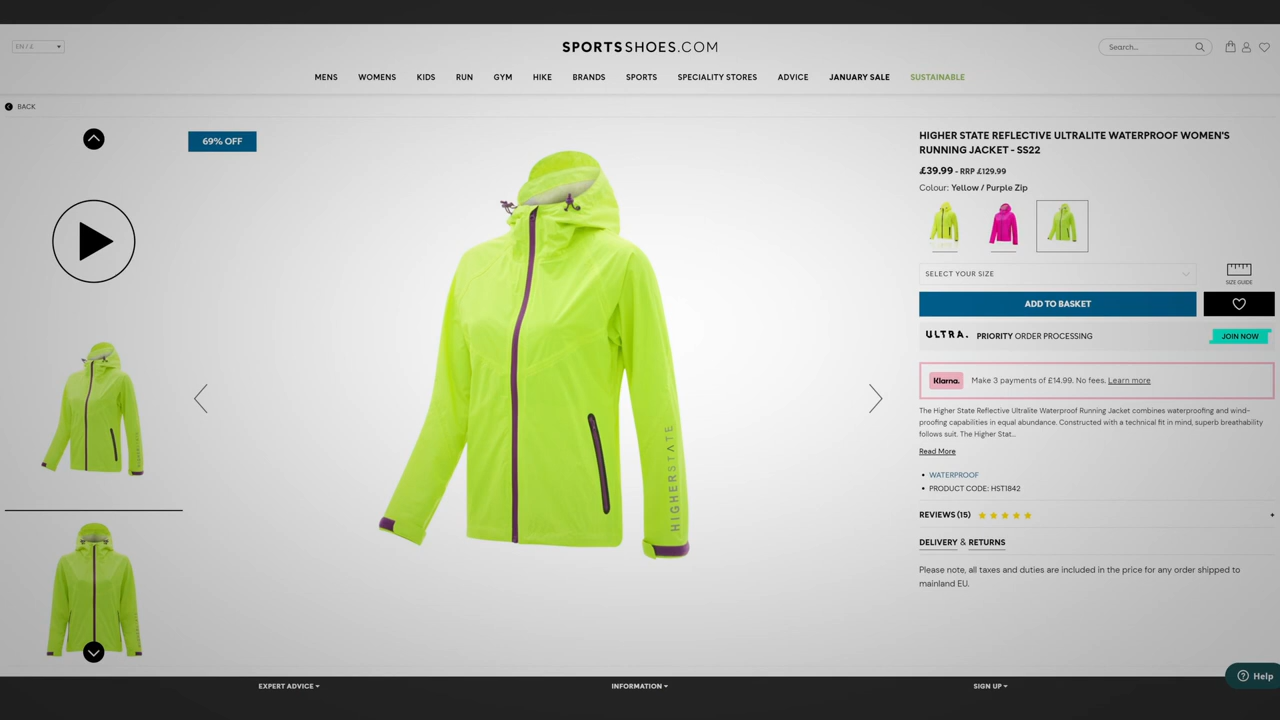 EN / £
SPORTSSHOES.COM
Search...
MENS WOMENS KIDS RUN GYM HIKE BRANDS SPORTS SPECIALITY STORES ADVICE JANUARY SALE SUSTAINABLE
BACK
69% OFF
HIGHERSTATE
HIGHER STATE REFLECTIVE ULTRALITE WATERPROOF WOMEN'S
RUNNING JACKET - SS22
£39.99 - RRP £129.99
Colour: Yellow / Purple Zip
SELECT YOUR SIZE
SIZE GUIDE
ADD TO BASKET
ULTRA. PRIORITY ORDER PROCESSING
JOIN NOW
Klarna. Make 3 payments of £14.99. No fees. Learn more
The Higher State Reflective Ultralite Waterproof Running Jacket combines waterproofing and wind-
proofing capabilities in equal abundance. Constructed with a technical fit in mind, superb breathability
follows suit. The Higher Stat...
Read More
• WATERPROOF
• PRODUCT CODE: HST1842
REVIEWS (15)
+
DELIVERY & RETURNS
Please note, all taxes and duties are included in the price for any order shipped to
mainland EU.
Help
EXPERT ADVICE INFORMATION SIGN UP